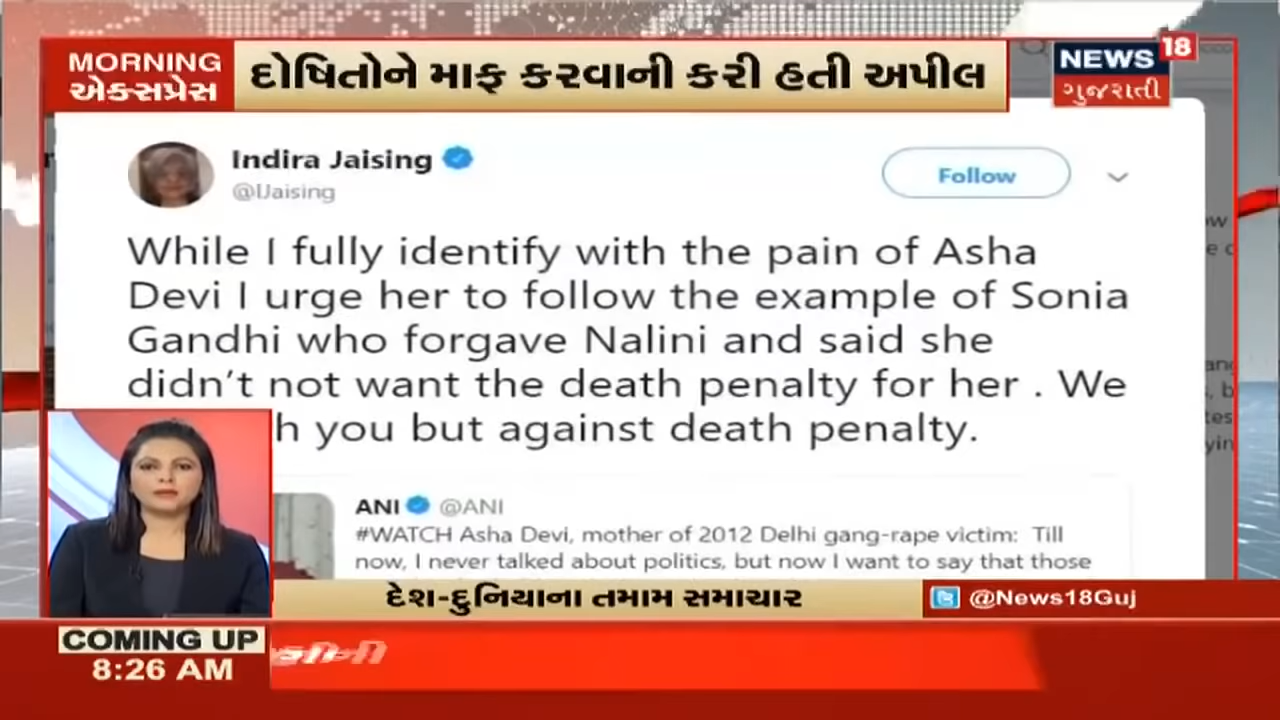 MORNING
એક્સપ્રેસ
દોષિતોને માફ કરવાની કરી હતી અપીલ
NEWS 18
ગુજરાતી
Indira Jaising
@IJaising
Follow
While I fully identify with the pain of Asha
Devi I urge her to follow the example of Sonia
Gandhi who forgave Nalini and said she
didn't not want the death penalty for her . We
h you but against death penalty.
ANI @ANI
#WATCH Asha Devi, mother of 2012 Delhi gang-rape victim: Till
now, I never talked about politics, but now I want to say that those
દેશ-દુનિયાના તમામ સમાચાર
@News18Guj
COMING UP
8:26 AM